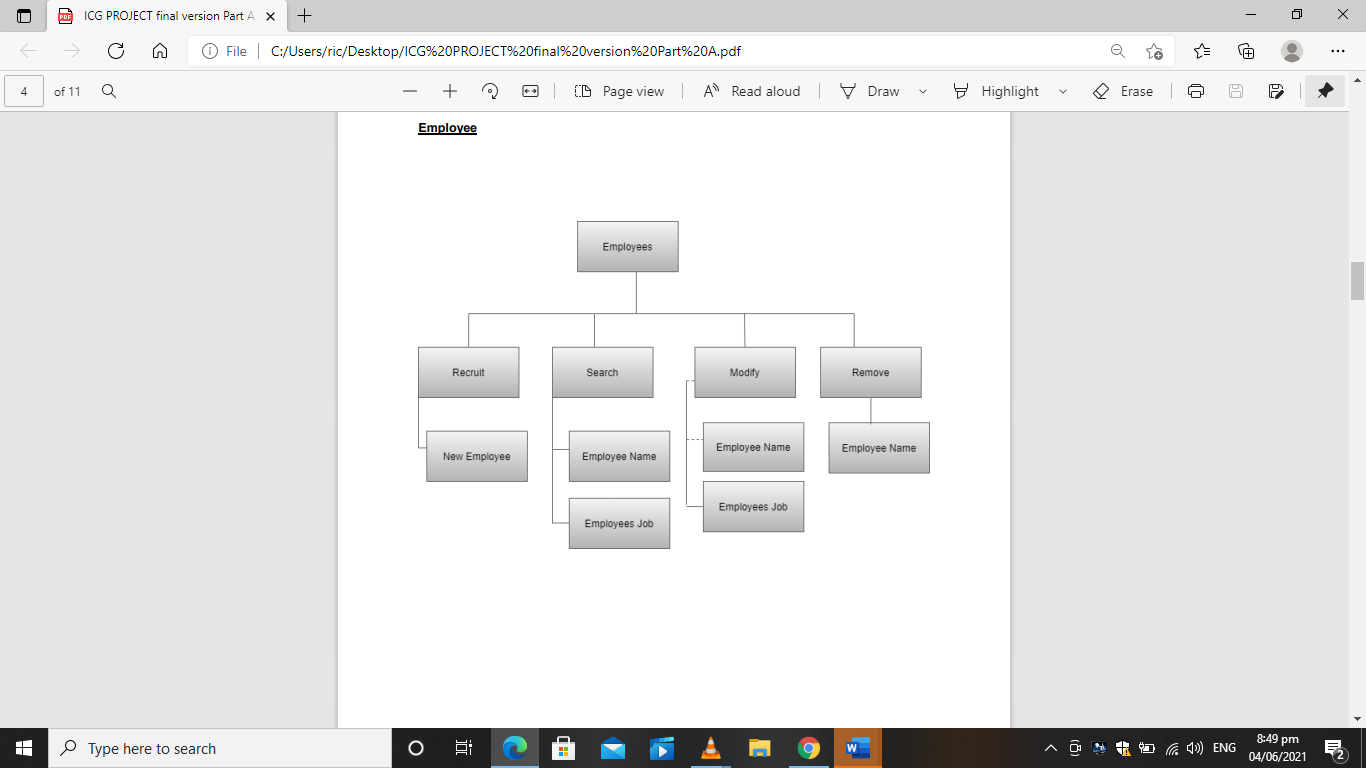 ICG PROJECT final version Part A.
File
C:/Users/ric/Desktop/ICG%20PROJECT%20final%20version%20Part%20A.pdf
4 of 11
Page view
Read aloud
Draw
Highlight
Erase
Employee
Employees
Recruit
Search
Modify
Remove
New Employee
Employee Name
Employees Job
Employee Name
Employees Job
Employee Name
Type here to search
ENG
8:49 pm
04/06/2021
2